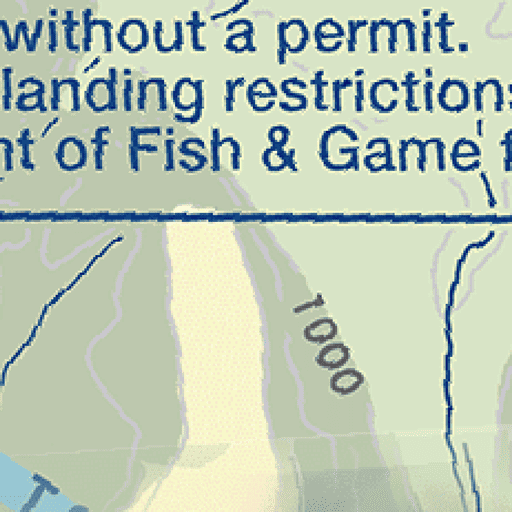 without a permit.
landing restrictions
nt of Fish & Game f
1000